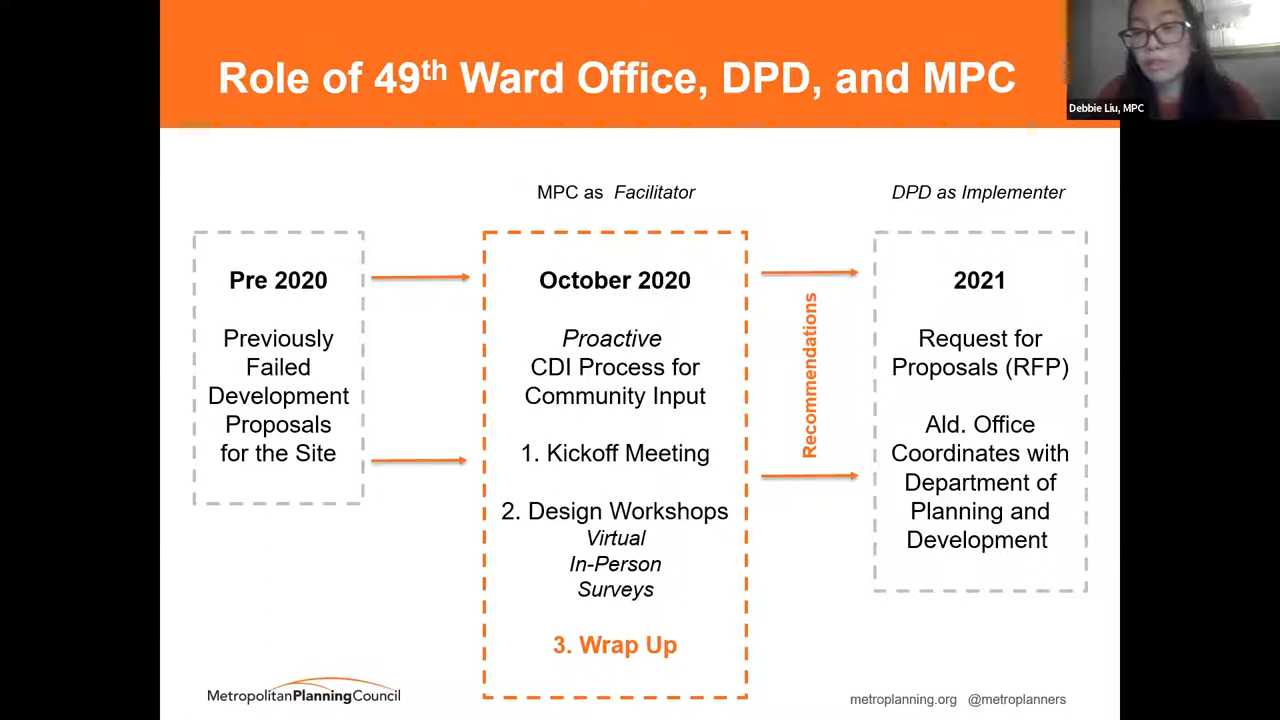 Role of 49th Ward Office, DPD, and MPC
Debbie Liu, MPC
MPC as Facilitator
DPD as Implementer
Pre 2020
Previously
Failed
Development
Proposals
for the Site
October 2020
Proactive
CDI Process for
Community Input
1. Kickoff Meeting
2. Design Workshops
Virtual
In-Person
Surveys
3. Wrap Up
Recommendations
2021
Request for
Proposals (RFP)
Ald. Office
Coordinates with
Department of
Planning and
Development
MetropolitanPlanningCouncil
metroplanning.org @metroplanners